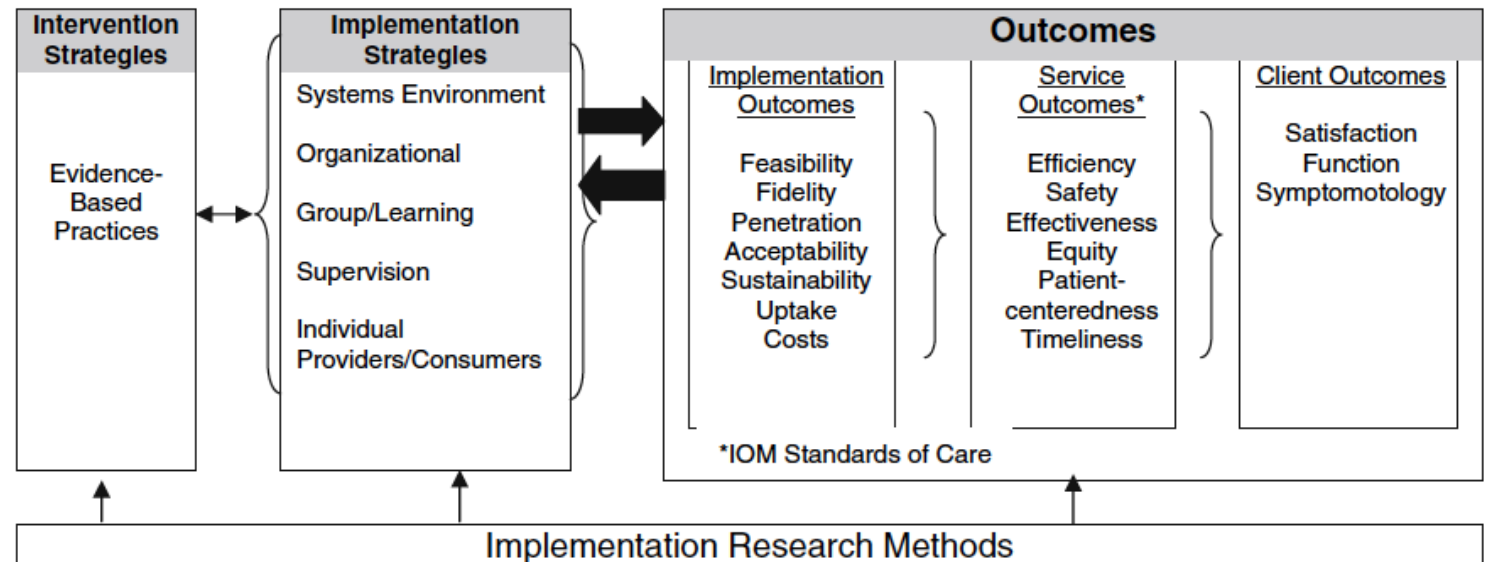 Intervention
Strategles
Evidence-
Based
Practices
Implementation
Strategies
Systems Environment
Organizational
Group/Learning
Supervision
Individual
Providers/Consumers
Outcomes
Implementation
Outcomes
Feasibility
Fidelity
Penetration
Acceptability
Sustainability
Uptake
Costs
Service
Outcomes*
Efficiency
Safety
Effectiveness
Equity
Patient-
centeredness
Timeliness
Client Outcomes
Satisfaction
Function
Symptomotology
*IOM Standards of Care
Implementation Research Methods